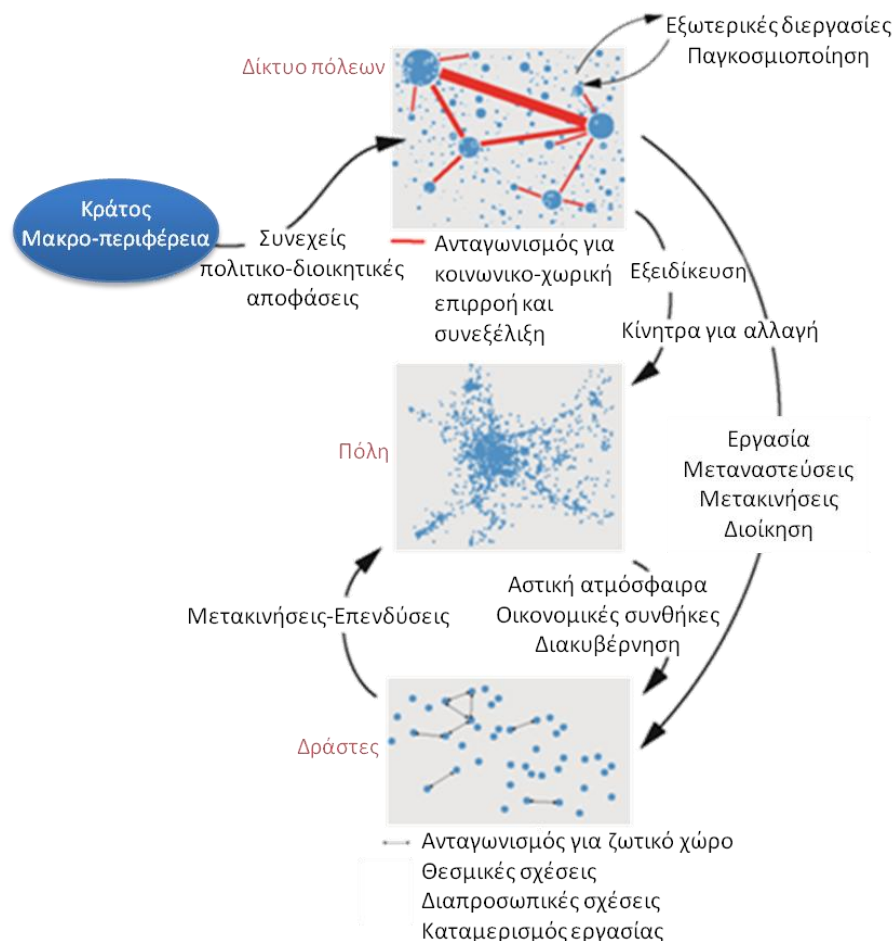 Εξωτερικές διεργασίες
Παγκοσμιοποίηση
Δίκτυο πόλεων
Κράτος
Μακρο-περιφέρεια
Συνεχείς
πολιτικο-διοικητικές
αποφάσεις
Ανταγωνισμός για
κοινωνικο-χωρική
επιρροή και
συνεξέλιξη
Εξειδίκευση
Κίνητρα για αλλαγή
Πόλη
Εργασία
Μεταναστεύσεις
Μετακινήσεις
Διοίκηση
Μετακινήσεις-Επενδύσεις
Αστική ατμόσφαιρα
Οικονομικές συνθήκες
Διακυβέρνηση
Δράστες
Ανταγωνισμός για ζωτικό χώρο
Θεσμικές σχέσεις
Διαπροσωπικές σχέσεις
Καταμερισμός εργασίας